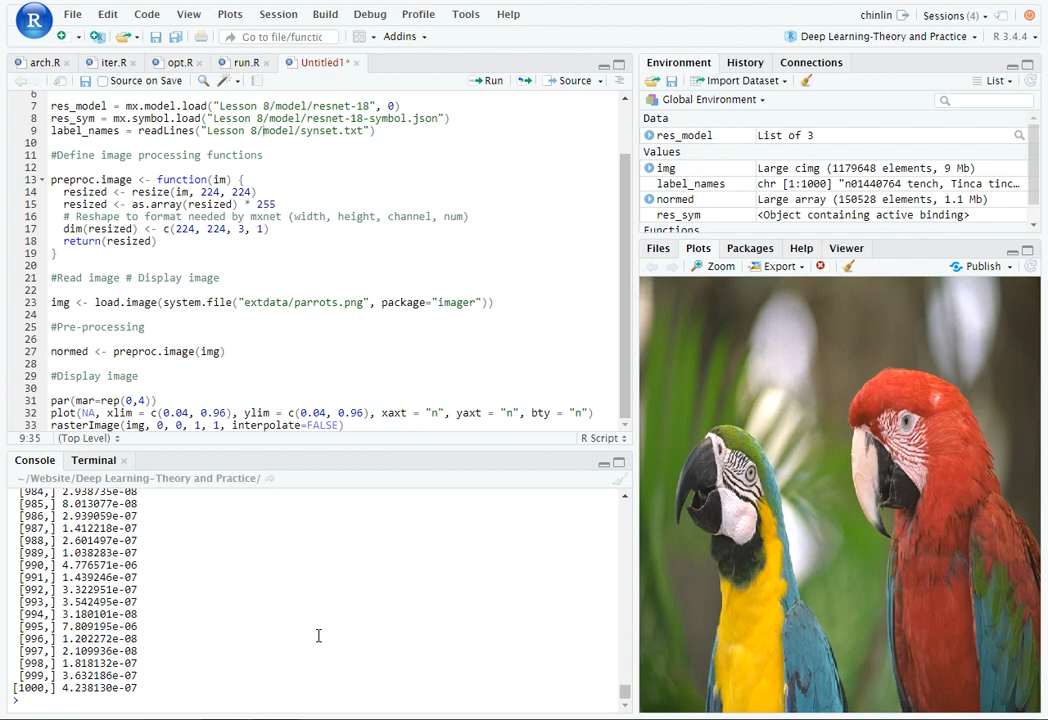 File Edit Code View Plots Session Build Debug Profile Tools Help
chinlin Sessions (4)
Go to file/functic Addins
Deep Learning-Theory and Practice R 3.4.4
arch.R iter.R opt.R run.R Untitled1*
Source on Save Run Source
6
7 res_model = mx.model.load("Lesson 8/model/resnet-18", 0)
8 res_sym = mx.symbol.load("Lesson 8/model/resnet-18-symbol.json")
9 label_names = readLines("Lesson 8/model/synset.txt")
10
11 #Define image processing functions
12
13 preproc.image <- function(im) {
14 resized <- resize(im, 224, 224)
15 resized <- as.array(resized) * 255
16 # Reshape to format needed by mxnet (width, height, channel, num)
17 dim(resized) <- c(224, 224, 3, 1)
18 return(resized)
19 }
20
21 #Read image # Display image
22
23 img <- load.image(system.file("extdata/parrots.png", package="imager"))
24
25 #Pre-processing
26
27 normed <- preproc.image(img)
28
29 #Display image
30
31 par(mar=rep(0,4))
32 plot(NA, xlim = c(0.04, 0.96), ylim = c(0.04, 0.96), xaxt = "n", yaxt = "n", bty = "n")
33 rasterImage(img, 0, 0, 1, 1, interpolate=FALSE)
9:35 (Top Level) R Script
Console Terminal
~/Website/Deep Learning-Theory and Practice/
[984,] 2.938735e-08
[985,] 8.013077e-08
[986,] 2.939059e-07
[987,] 1.412218e-07
[988,] 2.601497e-07
[989,] 1.038283e-07
[990,] 4.776571e-06
[991,] 1.439246e-07
[992,] 3.322951e-07
[993,] 3.542495e-07
[994,] 3.180101e-08
[995,] 7.809195e-06
[996,] 1.202272e-08
[997,] 2.109936e-08
[998,] 1.818132e-07
[999,] 3.632186e-07
[1000,] 4.238130e-07
>
Environment History Connections
Import Dataset List
Global Environment
Data
res_model List of 3
Values
img Large cimg (1179648 elements, 9 Mb)
label_names chr [1:1000] "n01440764 tench, Tinca tinc…
normed Large array (150528 elements, 1.1 Mb)
res_sym <Object containing active binding>
Functions
Files Plots Packages Help Viewer
Zoom Export Publish